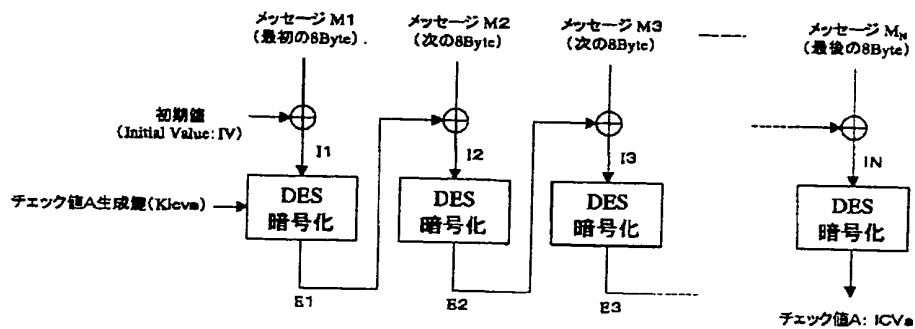 メッセージ M1
(最初の8Byte).
メッセージ M2
(次の8Byte)
メッセージ M3
(次の8Byte)
メッセージ MN
(最後の8Byte)
初期値
(Initial Value: IV)
I1
I2
I3
IN
チェック値A生成鍵(Kicva)
DES
暗号化
DES
暗号化
DES
暗号化
DES
暗号化
E1
E2
E3
チェック値A: ICVa